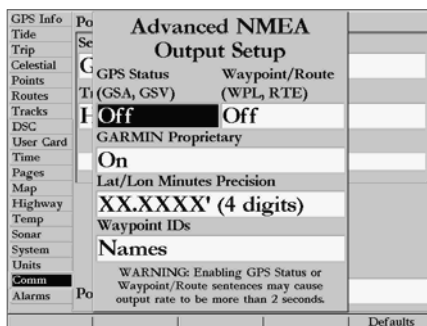 GPS Info
Tide
Trip
Celestial
Points
Routes
Tracks
DSC
User Card
Time
Pages
Map
Highway
Temp
Sonar
System
Units
Comm
Alarms
Po
Se
G
T
H
Po
Advanced NMEA
Output Setup
GPS Status Waypoint/Route
(GSA, GSV) (WPL, RTE)
Off Off
GARMIN Proprietary
On
Lat/Lon Minutes Precision
XX.XXXX' (4 digits)
Waypoint IDs
Names
WARNING: Enabling GPS Status or
Waypoint/Route sentences may cause
output rate to be more than 2 seconds.
Defaults